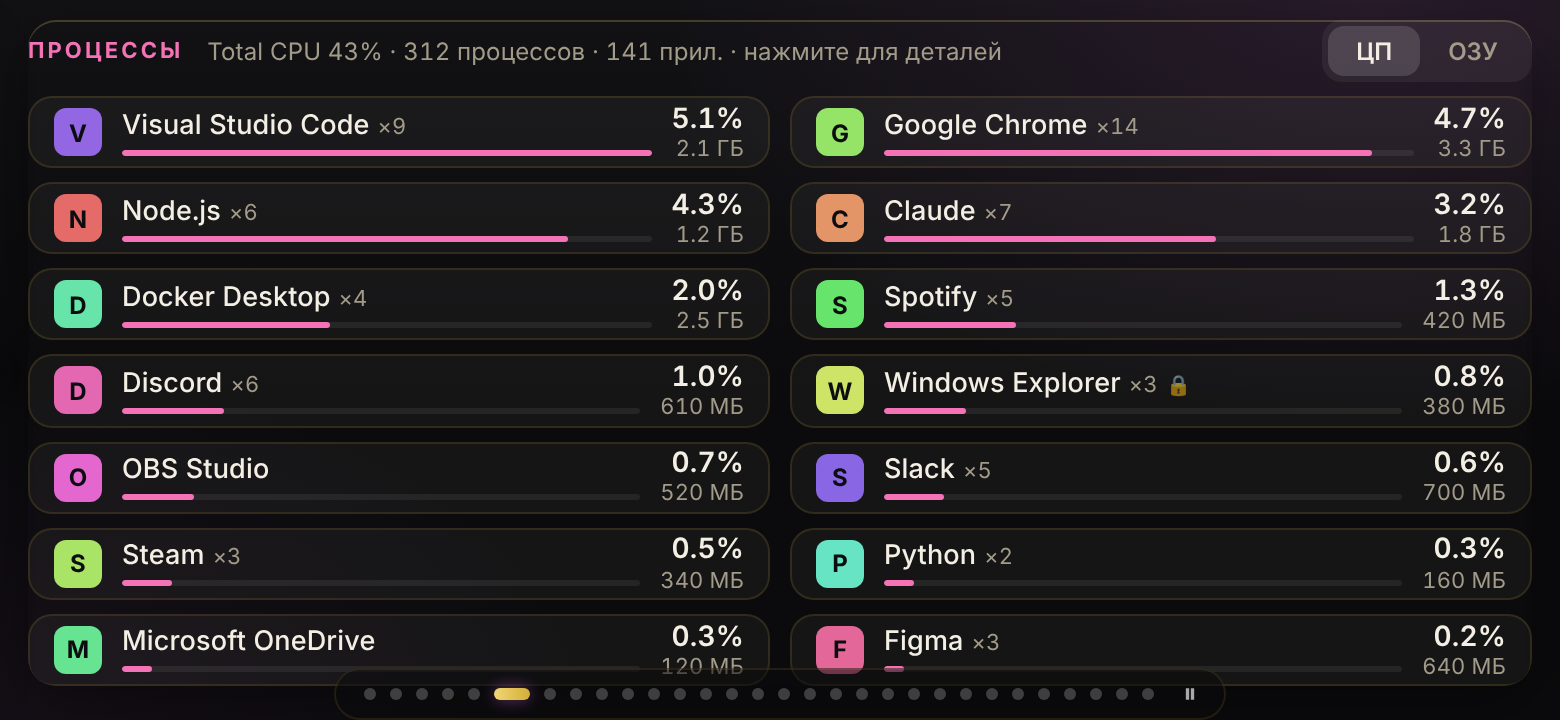 ПРОЦЕССЫ Total CPU 43% · 312 процессов · 141 прил. · нажмите для деталей ЦП ОЗУ
V Visual Studio Code ×9 5.1% 2.1 ГБ
G Google Chrome ×14 4.7% 3.3 ГБ
N Node.js ×6 4.3% 1.2 ГБ
C Claude ×7 3.2% 1.8 ГБ
D Docker Desktop ×4 2.0% 2.5 ГБ
S Spotify ×5 1.3% 420 МБ
D Discord ×6 1.0% 610 МБ
W Windows Explorer ×3 🔒 0.8% 380 МБ
O OBS Studio 0.7% 520 МБ
S Slack ×5 0.6% 700 МБ
S Steam ×3 0.5% 340 МБ
P Python ×2 0.3% 160 МБ
M Microsoft OneDrive 0.3% 120 МБ
F Figma ×3 0.2% 640 МБ